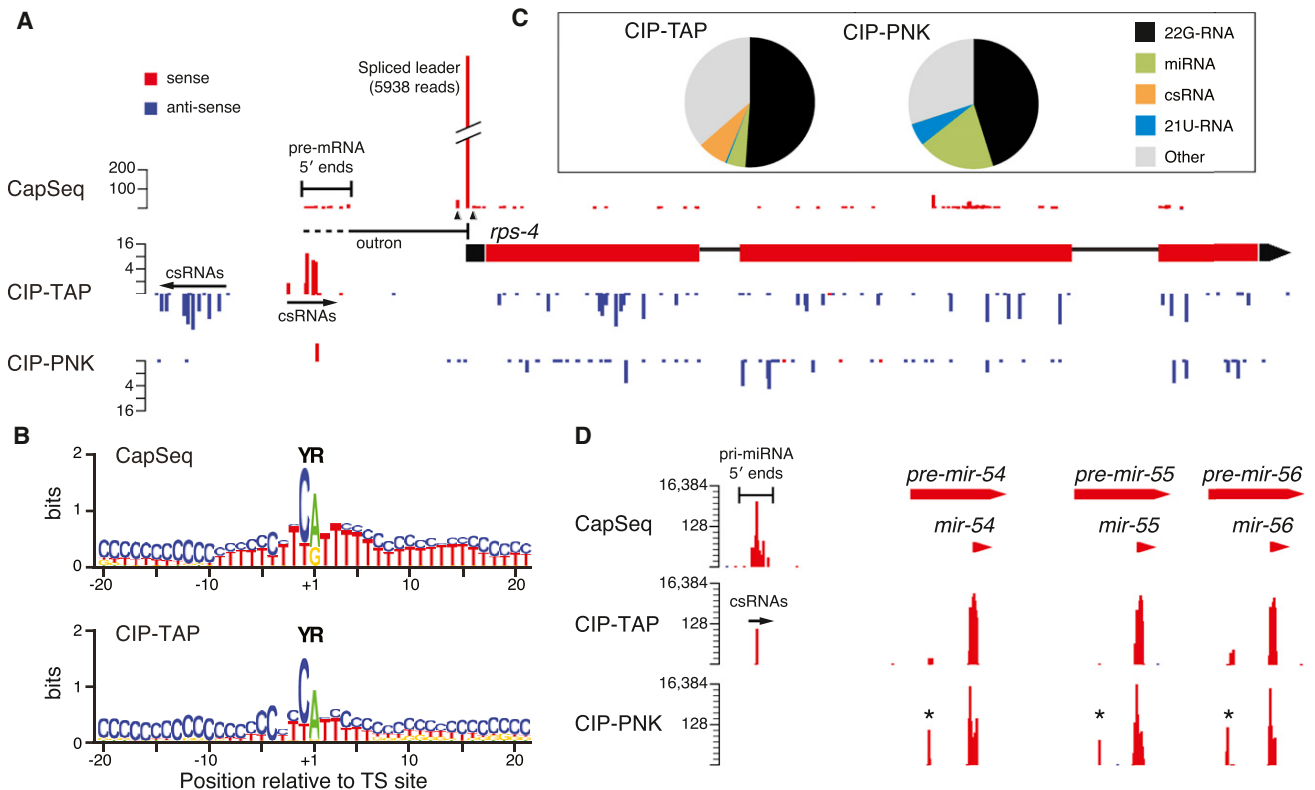 A
sense
anti-sense
Spliced leader
(5938 reads)
pre-mRNA
5′ ends
CapSeq
200
100
outron
rps-4
16
4
csRNAs
csRNAs
CIP-TAP
CIP-PNK
4
16
C
CIP-TAP
CIP-PNK
22G-RNA
miRNA
csRNA
21U-RNA
Other
B
CapSeq
YR
2
1
0
bits
-20
-10
+1
10
20
CIP-TAP
YR
2
1
0
bits
-20
-10
+1
10
20
Position relative to TS site
D
pri-miRNA
5′ ends
pre-mir-54
pre-mir-55
pre-mir-56
mir-54
mir-55
mir-56
CapSeq
16,384
128
CIP-TAP
16,384
128
csRNAs
CIP-PNK
16,384
128
*
*
*